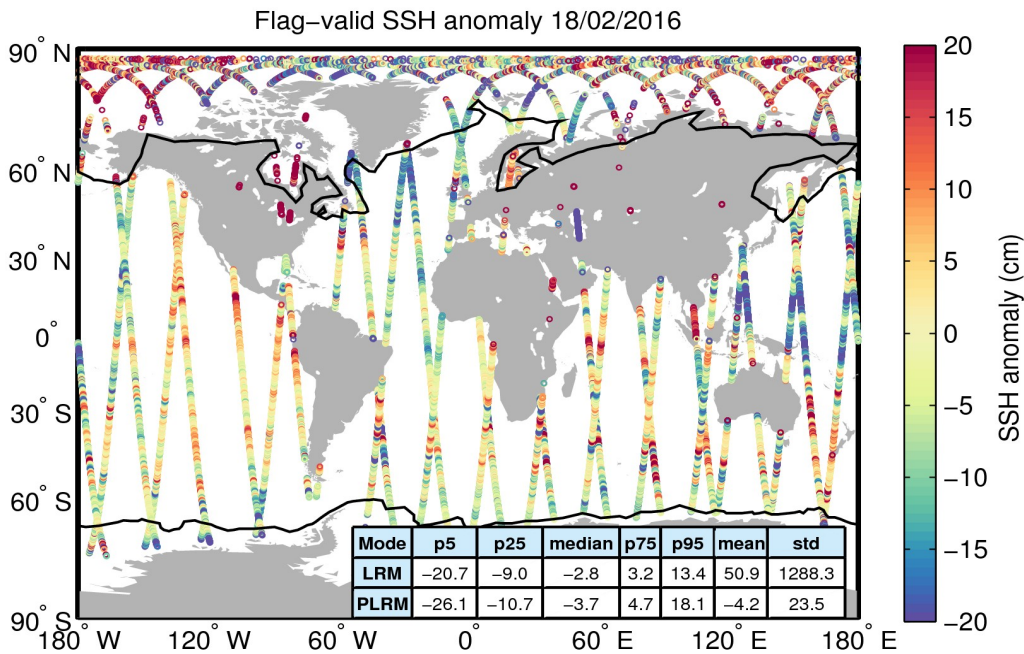 Flag−valid SSH anomaly 18/02/2016
90° N
60° N
30° N
0°
30° S
60° S
90° S
180° W
120° W
60° W
0°
60° E
120° E
180° E
Mode p5 p25 median p75 p95 mean std
LRM −20.7 −9.0 −2.8 3.2 13.4 50.9 1288.3
PLRM −26.1 −10.7 −3.7 4.7 18.1 −4.2 23.5
20
15
10
5
0
−5
−10
−15
−20
SSH anomaly (cm)